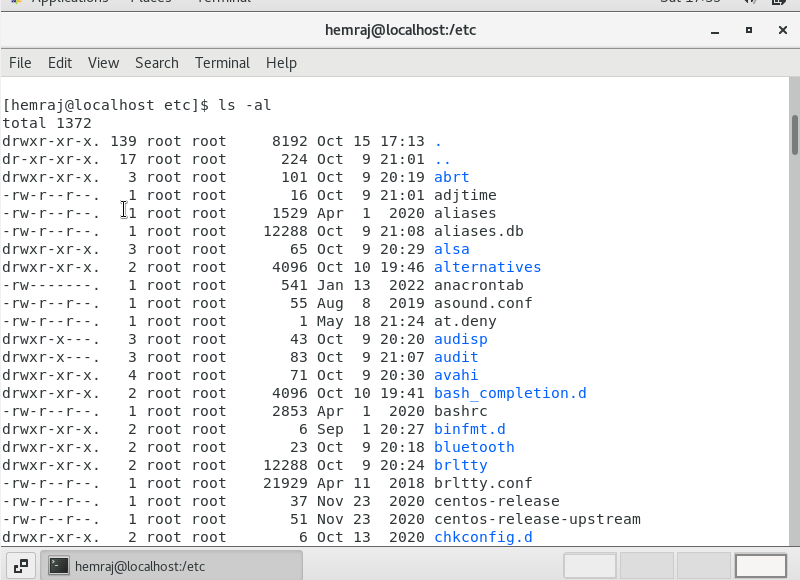 Applications Places Terminal Sat 17:33
hemraj@localhost:/etc
File Edit View Search Terminal Help
[hemraj@localhost etc]$ ls -al
total 1372
drwxr-xr-x. 139 root root     8192 Oct 15 17:13 .
dr-xr-xr-x.  17 root root      224 Oct  9 21:01 ..
drwxr-xr-x.   3 root root      101 Oct  9 20:19 abrt
-rw-r--r--.   1 root root       16 Oct  9 21:01 adjtime
-rw-r--r--.   1 root root     1529 Apr  1  2020 aliases
-rw-r--r--.   1 root root    12288 Oct  9 21:08 aliases.db
drwxr-xr-x.   3 root root       65 Oct  9 20:29 alsa
drwxr-xr-x.   2 root root     4096 Oct 10 19:46 alternatives
-rw-------.   1 root root      541 Jan 13  2022 anacrontab
-rw-r--r--.   1 root root       55 Aug  8  2019 asound.conf
-rw-r--r--.   1 root root        1 May 18 21:24 at.deny
drwxr-x---.   3 root root       43 Oct  9 20:20 audisp
drwxr-x---.   3 root root       83 Oct  9 21:07 audit
drwxr-xr-x.   4 root root       71 Oct  9 20:30 avahi
drwxr-xr-x.   2 root root     4096 Oct 10 19:41 bash_completion.d
-rw-r--r--.   1 root root     2853 Apr  1  2020 bashrc
drwxr-xr-x.   2 root root        6 Sep  1 20:27 binfmt.d
drwxr-xr-x.   2 root root       23 Oct  9 20:18 bluetooth
drwxr-xr-x.   2 root root    12288 Oct  9 20:24 brltty
-rw-r--r--.   1 root root    21929 Apr 11  2018 brltty.conf
-rw-r--r--.   1 root root       37 Nov 23  2020 centos-release
-rw-r--r--.   1 root root       51 Nov 23  2020 centos-release-upstream
drwxr-xr-x.   2 root root        6 Oct 13  2020 chkconfig.d
hemraj@localhost:/etc